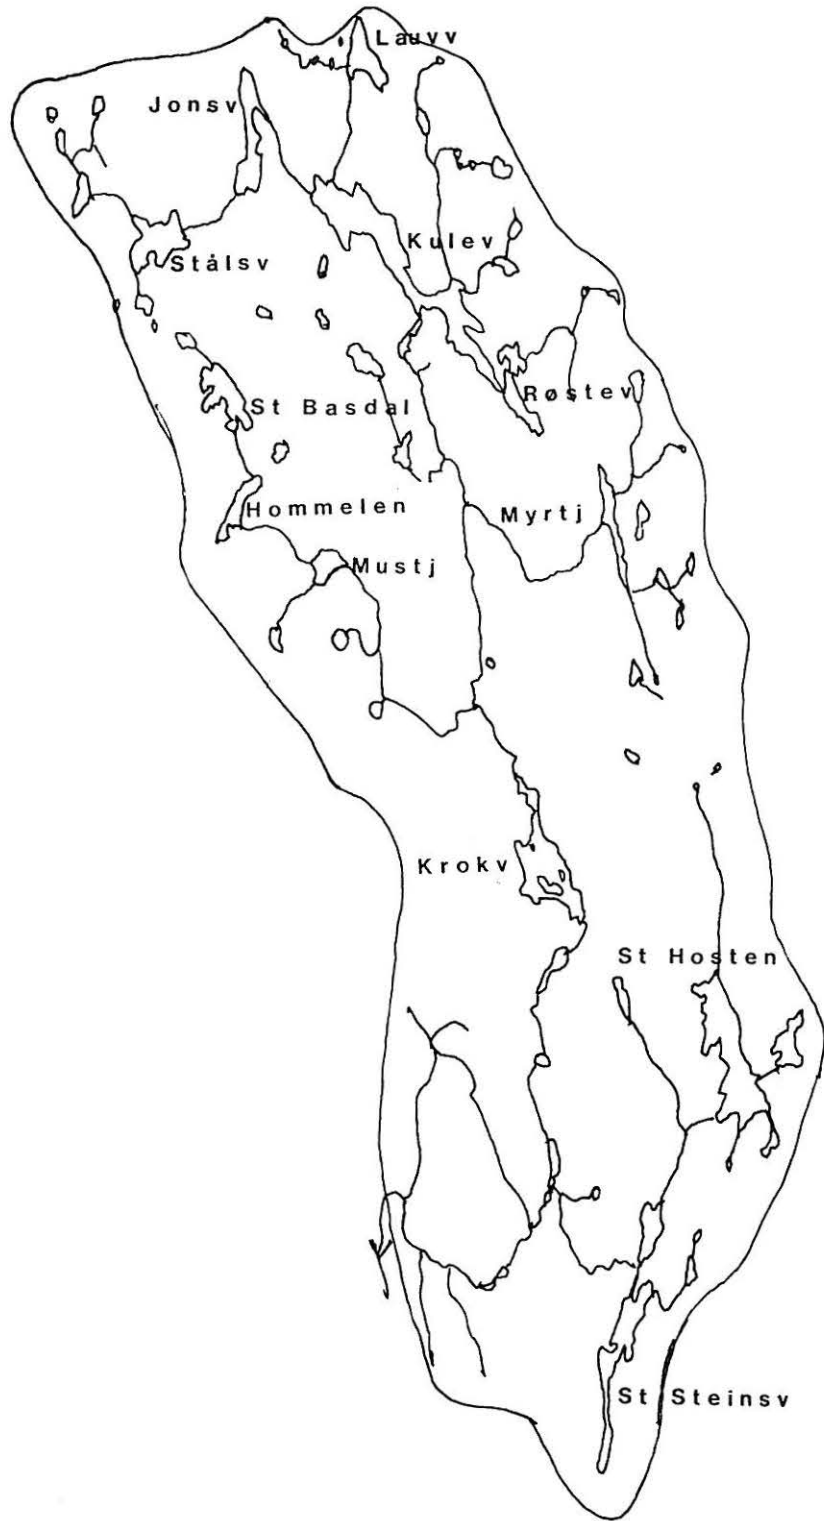 Lauvv
Jonsv
Kulev
Stålsv
Røstev
St Basdal
Hommelen
Myrtj
Mustj
Krokv
St Hosten
St Steinsv